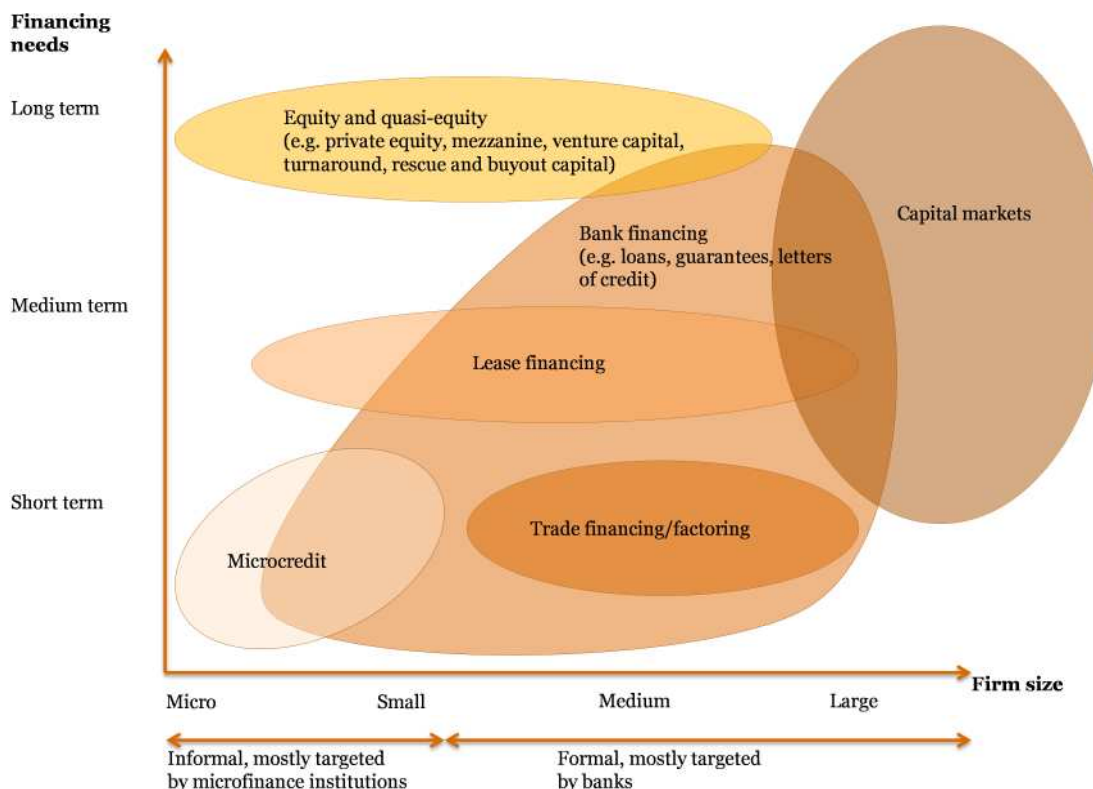 Financing
needs
Long term
Equity and quasi-equity
(e.g. private equity, mezzanine, venture capital,
turnaround, rescue and buyout capital)
Capital markets
Bank financing
(e.g. loans, guarantees, letters
of credit)
Medium term
Lease financing
Short term
Trade financing/factoring
Microcredit
Firm size
Micro
Small
Medium
Large
Informal, mostly targeted
by microfinance institutions
Formal, mostly targeted
by banks